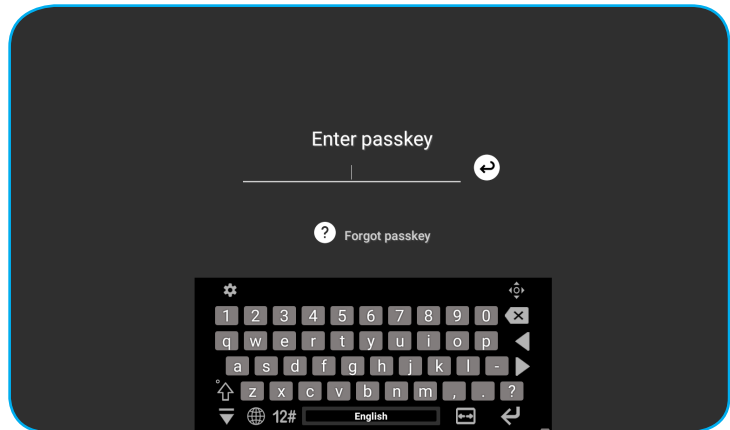 Enter passkey
? Forgot passkey
1 2 3 4 5 6 7 8 9 0
q w e r t y u i o p
a s d f g h j k l -
z x c v b n m , . ?
12# English